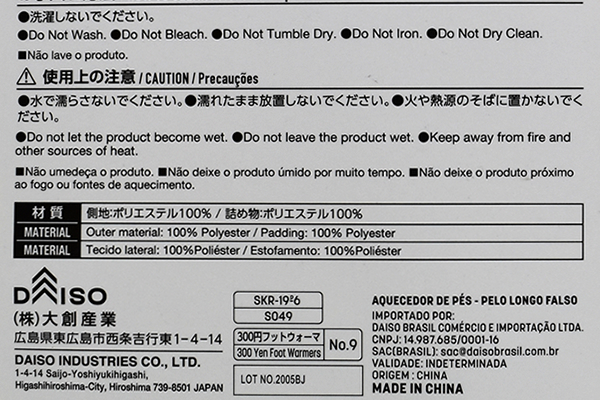 ●洗濯しないでください。
●Do Not Wash. ●Do Not Bleach. ●Do Not Tumble Dry. ●Do Not Iron. ●Do Not Dry Clean.
■Não lave o produto.
⚠ 使用上の注意 / CAUTION / Precauções
●水で濡らさないでください。●濡れたまま放置しないでください。●火や熱源のそばに置かないでく
ださい。
●Do not let the product become wet. ●Do not leave the product wet. ●Keep away from fire and
other sources of heat.
■Não umedeça o produto. ■Não deixe o produto úmido por muito tempo. ■Não deixe o produto próximo
ao fogo ou fontes de aquecimento.
材質 側地:ポリエステル100% / 詰め物:ポリエステル100%
MATERIAL Outer material: 100% Polyester / Padding: 100% Polyester
MATERIAL Tecido lateral: 100%Poliéster / Estofamento: 100%Poliéster
DAISO
(株)大創産業
広島県東広島市西条吉行東1-4-14
DAISO INDUSTRIES CO., LTD.
1-4-14 Saijo-Yoshiyukihigashi,
Higashihiroshima-City, Hiroshima 739-8501 JAPAN
S049
300円フットウォーマ
300 Yen Foot Warmers
No.9
LOT NO.2005BJ
AQUECEDOR DE PÉS - PELO LONGO FALSO
IMPORTADO POR:
DAISO BRASIL COMÉRCIO E IMPORTAÇÃO LTDA.
CNPJ: 14.987.685/0001-16
SAC(BRASIL): sac@daisobrasil.com.br
VALIDADE: INDETERMINADA
ORIGEM : CHINA
MADE IN CHINA